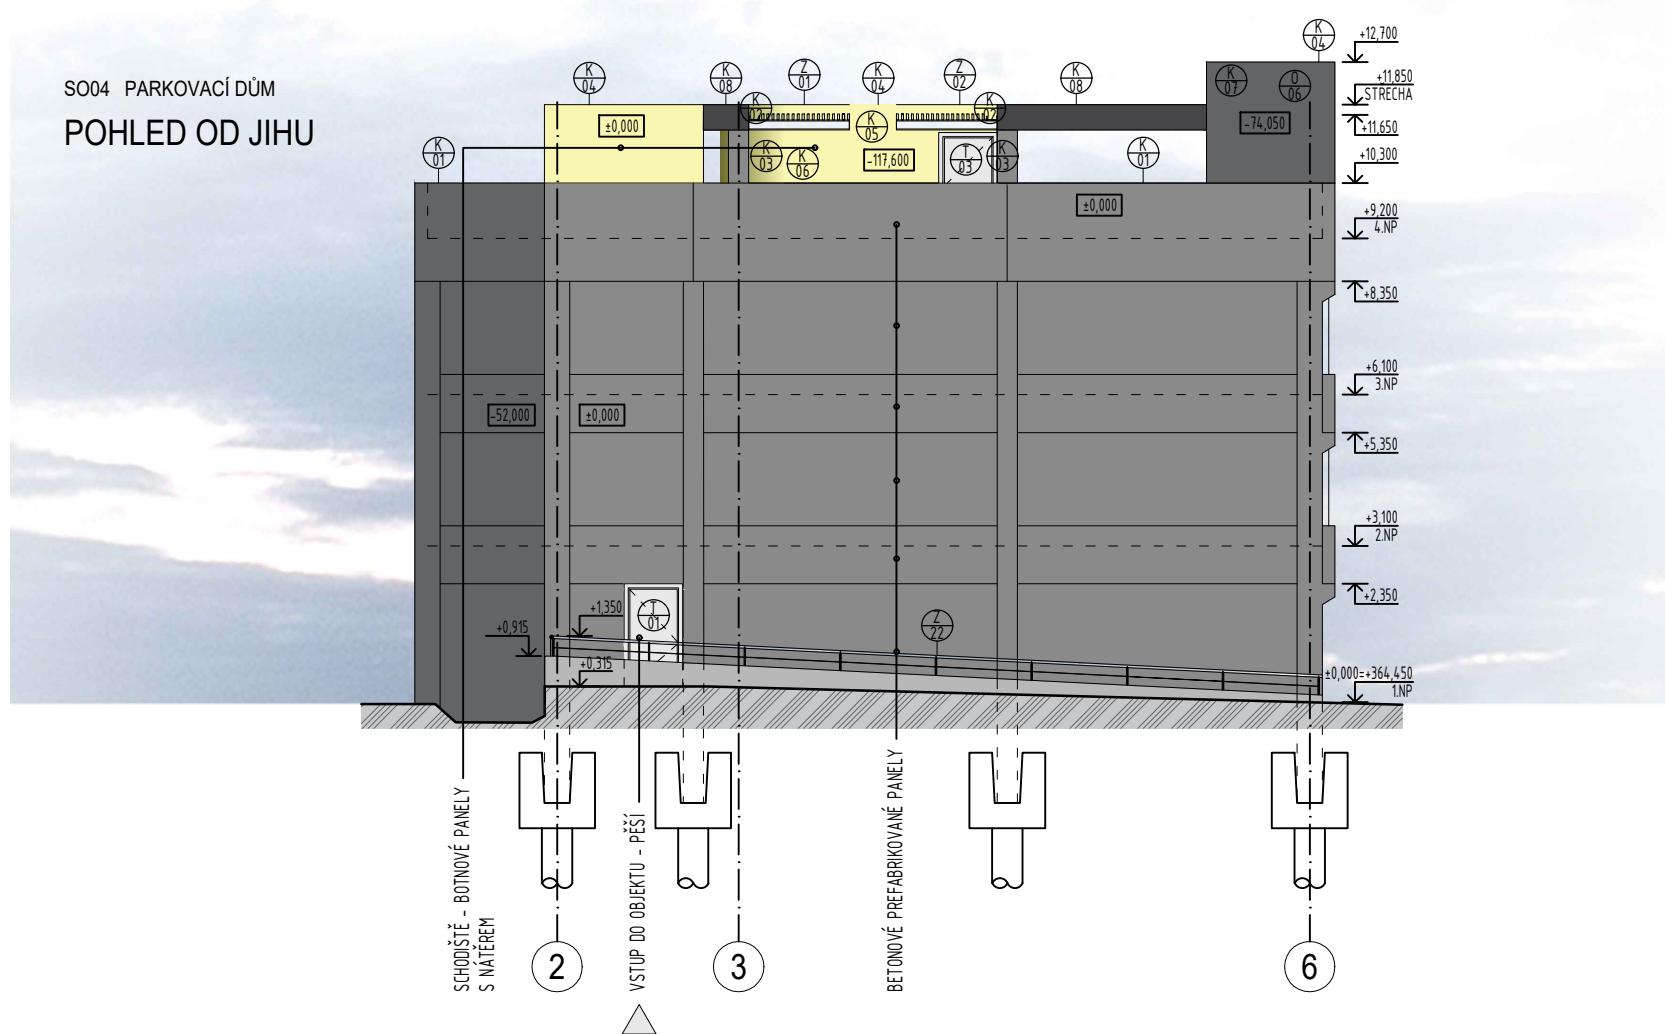 SO04 PARKOVACÍ DŮM
POHLED OD JIHU
K
04
K
08
Z
01
K
04
Z
02
K
08
K
04
+12,700
K
07
O
06
+11,850
STRECHA
K
02
K
02
±0,000
K
05
-74,050
+11,650
K
01
K
03
K
06
-117,600
T
03
K
03
K
01
+10,300
±0,000
+9,200
4.NP
+8,350
+6,100
3.NP
-52,000
±0,000
+5,350
+3,100
2.NP
+2,350
+1,350
T
01
+0,915
Z
22
+0,315
±0,000=+364,450
1.NP
SCHODIŠTĚ - BOTNOVÉ PANELY
S NÁTĚREM
VSTUP DO OBJEKTU - PĚŠÍ
BETONOVÉ PREFABRIKOVANÉ PANELY
2
3
6